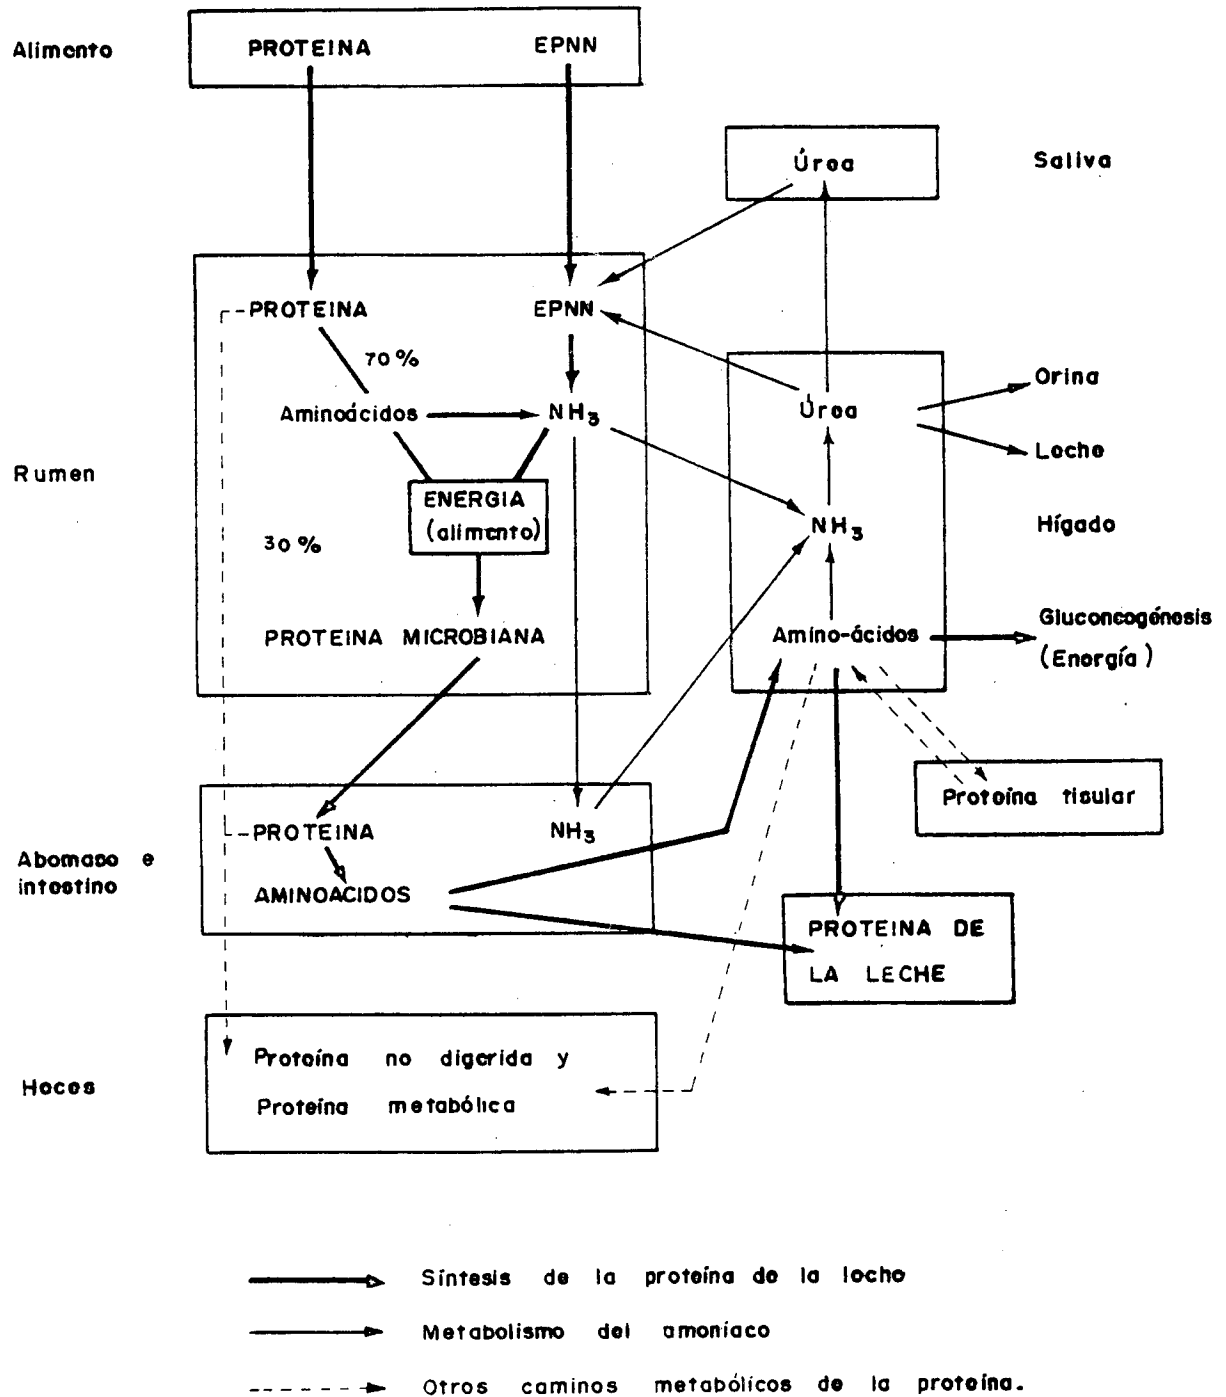 Alimento
PROTEINA EPNN
Úrea Saliva
PROTEINA EPNN
70%
Orina
Aminoácidos NH3 Úrea
Leche
Rumen
ENERGIA
(alimento)
NH3 Hígado
30%
Gluconeogénesis
PROTEINA MICROBIANA Amino-ácidos
(Energía)
Proteína tisular
PROTEINA NH3
Abomaso e
intestino
AMINOACIDOS
PROTEINA DE
LA LECHE
Proteína no digerida y
Heces
Proteína metabólica
Síntesis de la proteína de la leche
Metabolismo del amoníaco
Otros caminos metabólicos de la proteína.